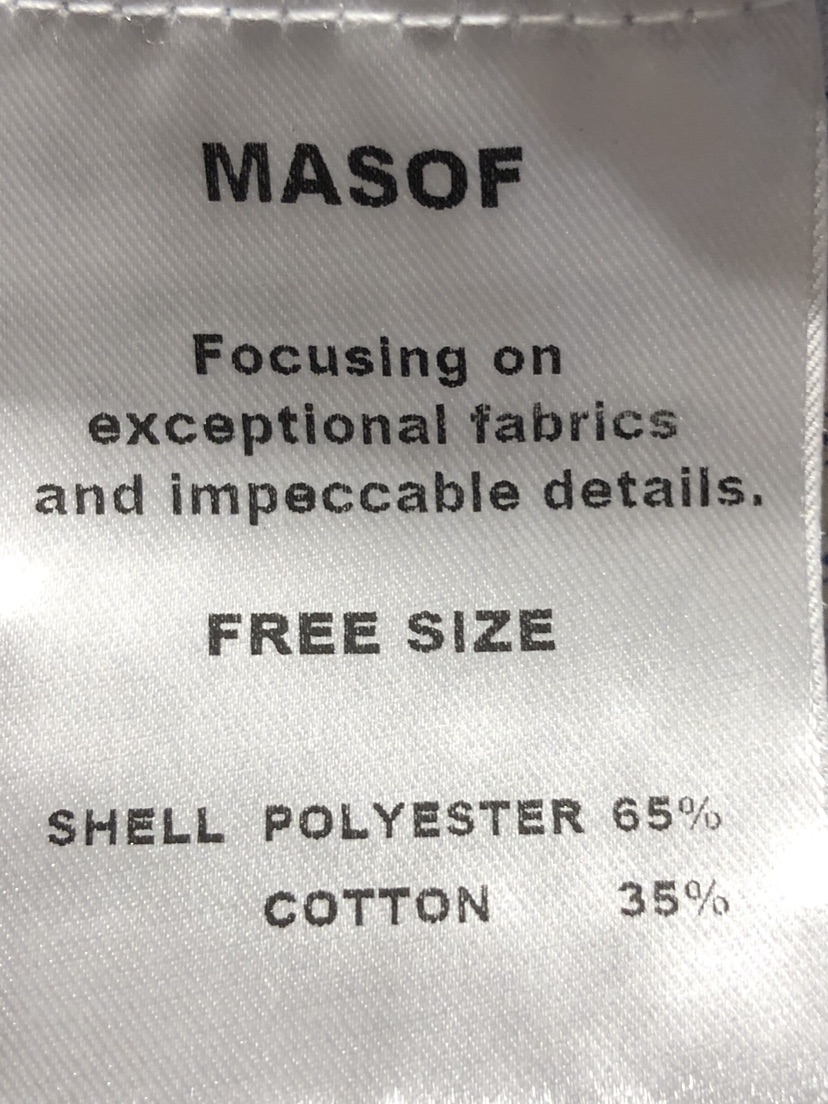 MASOF
Focusing on
exceptional fabrics
and impeccable details.
FREE SIZE
SHELL POLYESTER 65%
COTTON 35%